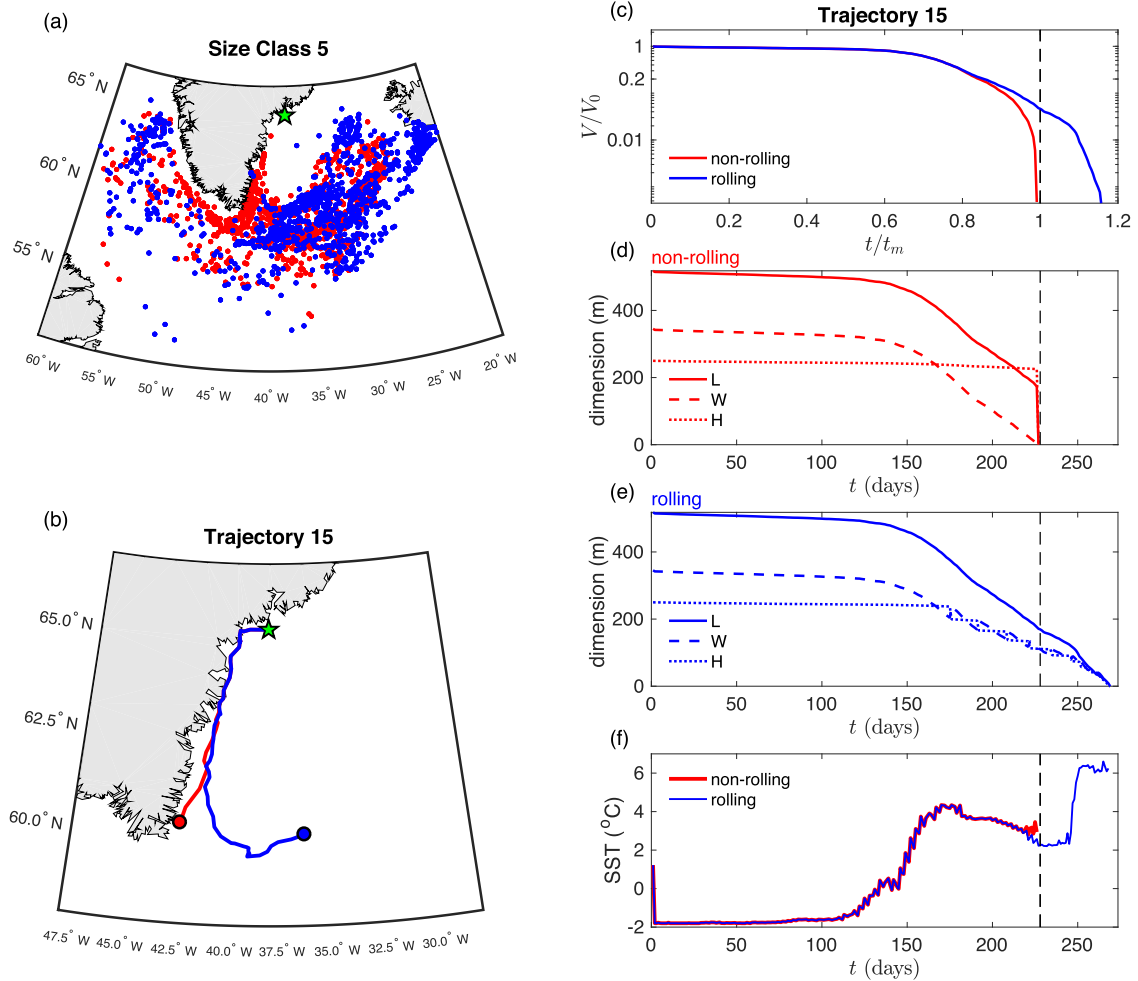 (a)
Size Class 5
65° N
60° N
55° N
60° W
55° W
50° W
45° W
40° W
35° W
30° W
25° W
20° W
(b)
Trajectory 15
65.0° N
62.5° N
60.0° N
47.5° W
45.0° W
42.5° W
40.0° W
37.5° W
35.0° W
32.5° W
30.0° W
(c)
Trajectory 15
V/V0
1
0.2
0.01
non-rolling
rolling
0 0.2 0.4 0.6 0.8 1 1.2
t/tm
(d)
non-rolling
dimension (m)
400
200
0
L
W
H
0 50 100 150 200 250
t (days)
(e)
rolling
dimension (m)
400
200
0
L
W
H
0 50 100 150 200 250
t (days)
(f)
SST (°C)
6
4
2
0
-2
non-rolling
rolling
0 50 100 150 200 250
t (days)